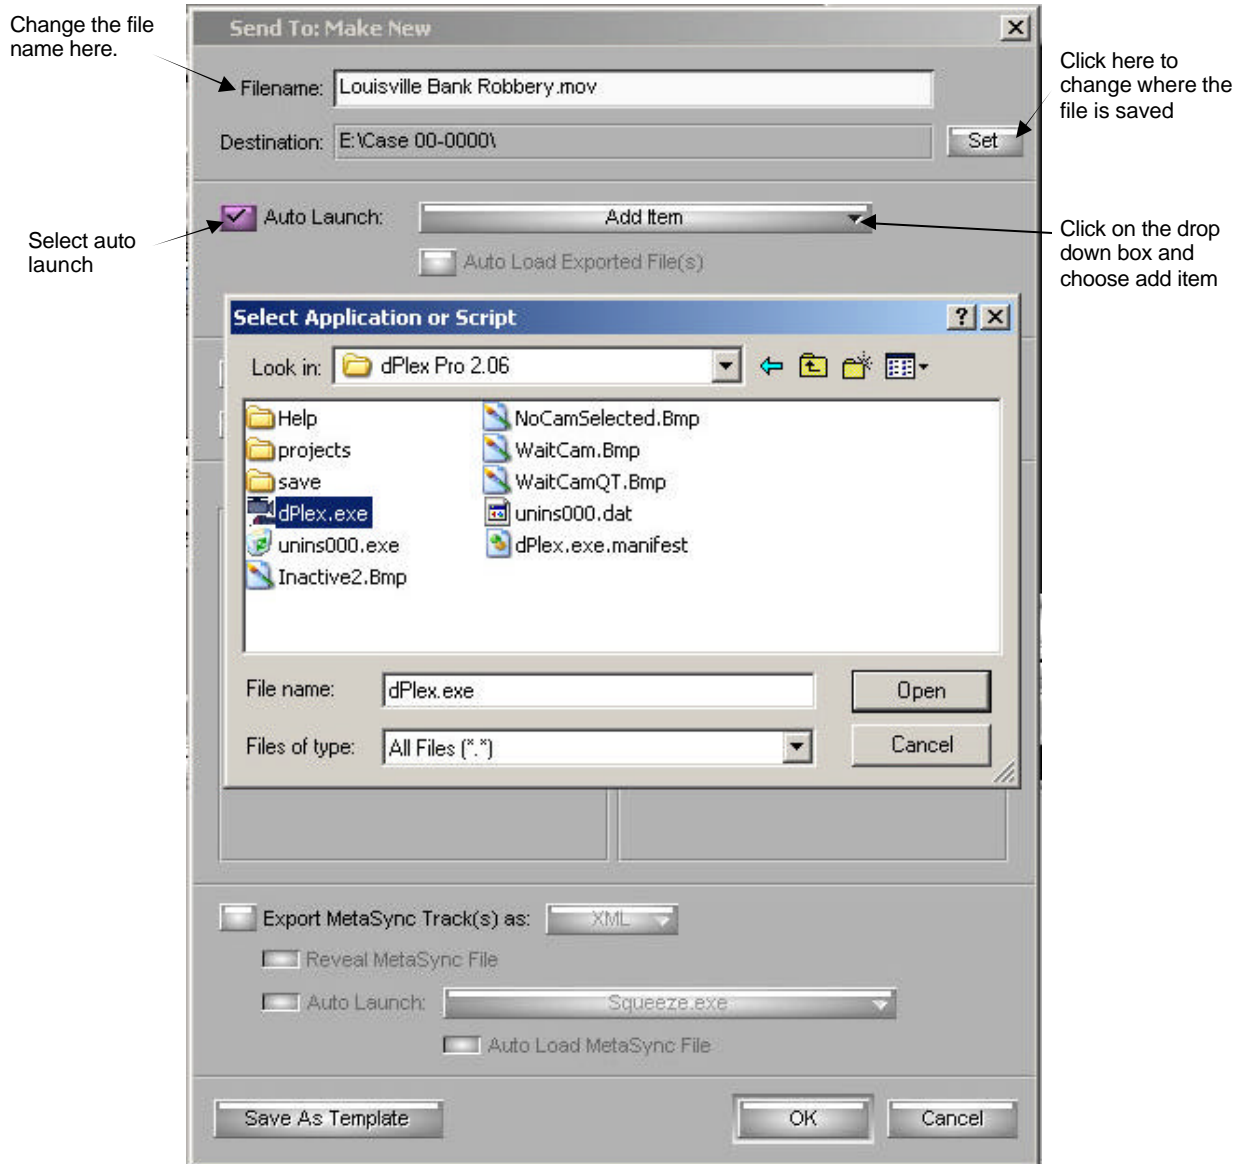 Change the file
name here.
Send To: Make New
Filename: Louisville Bank Robbery.mov
Click here to
change where the
file is saved
Destination: E:\Case 00-0000\ Set
Select auto
launch
Auto Launch: Add Item
Click on the drop
down box and
choose add item
Auto Load Exported File(s)
Select Application or Script
Look in: dPlex Pro 2.06
Help
projects
save
dPlex.exe
unins000.exe
Inactive2.Bmp
NoCamSelected.Bmp
WaitCam.Bmp
WaitCamQT.Bmp
unins000.dat
dPlex.exe.manifest
File name: dPlex.exe Open
Files of type: All Files (*.*) Cancel
Export MetaSync Track(s) as: XML
Reveal MetaSync File
Auto Launch: Squeeze.exe
Auto Load MetaSync File
Save As Template OK Cancel